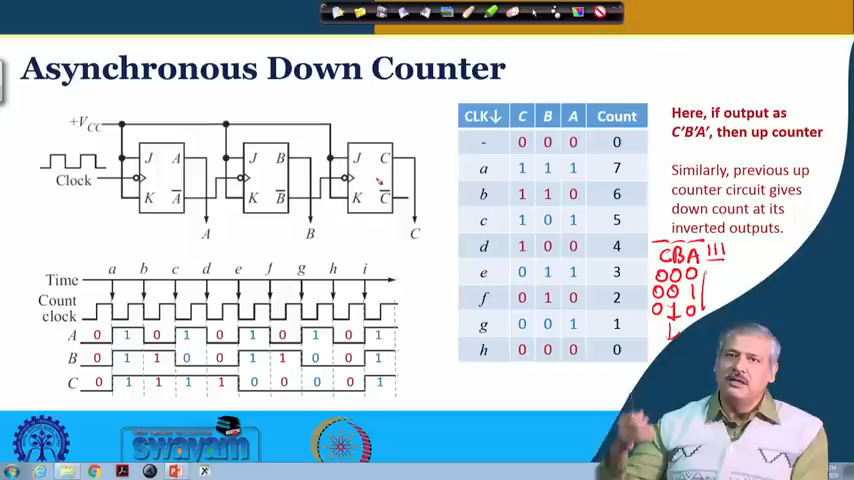 Asynchronous Down Counter
+VCC
J A J B J C
Clock
K A̅ K B̅ K C̅
A B C
Time a b c d e f g h i
Count
clock
A 0 1 0 1 0 1 0 1 0 1
B 0 1 1 0 0 1 1 0 0 1
C 0 1 1 1 1 0 0 0 0 1
CLK↓ C B A Count
- 0 0 0 0
a 1 1 1 7
b 1 1 0 6
c 1 0 1 5
d 1 0 0 4
e 0 1 1 3
f 0 1 0 2
g 0 0 1 1
h 0 0 0 0
Here, if output as
C'B'A', then up counter
Similarly, previous up
counter circuit gives
down count at its
inverted outputs.
CBA 111
000
001
010
swayam